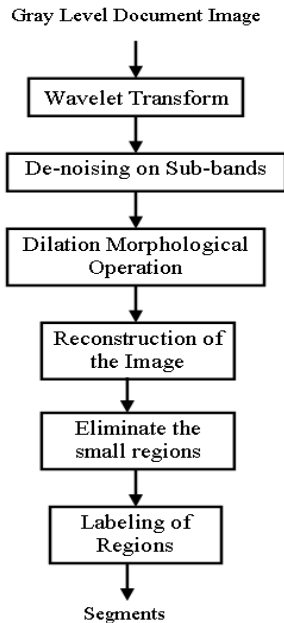 Gray Level Document Image
Wavelet Transform
De-noising on Sub-bands
Dilation Morphological
Operation
Reconstruction of
the Image
Eliminate the
small regions
Labeling of
Regions
Segments